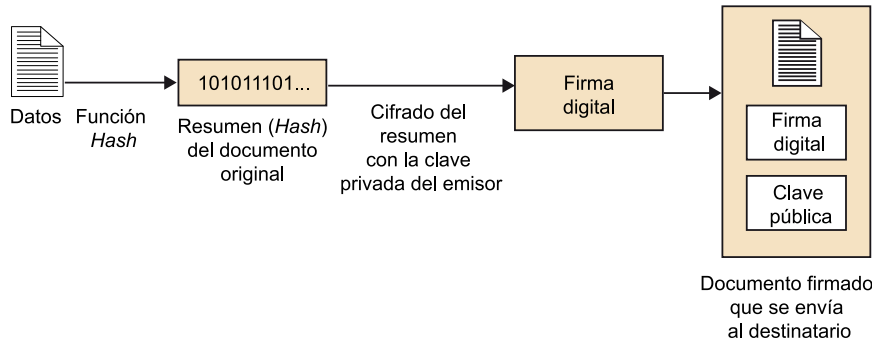 Datos
Función
Hash
101011101...
Resumen (Hash)
del documento
original
Cifrado del
resumen
con la clave
privada del emisor
Firma
digital
Firma
digital
Clave
pública
Documento firmado
que se envía
al destinatario